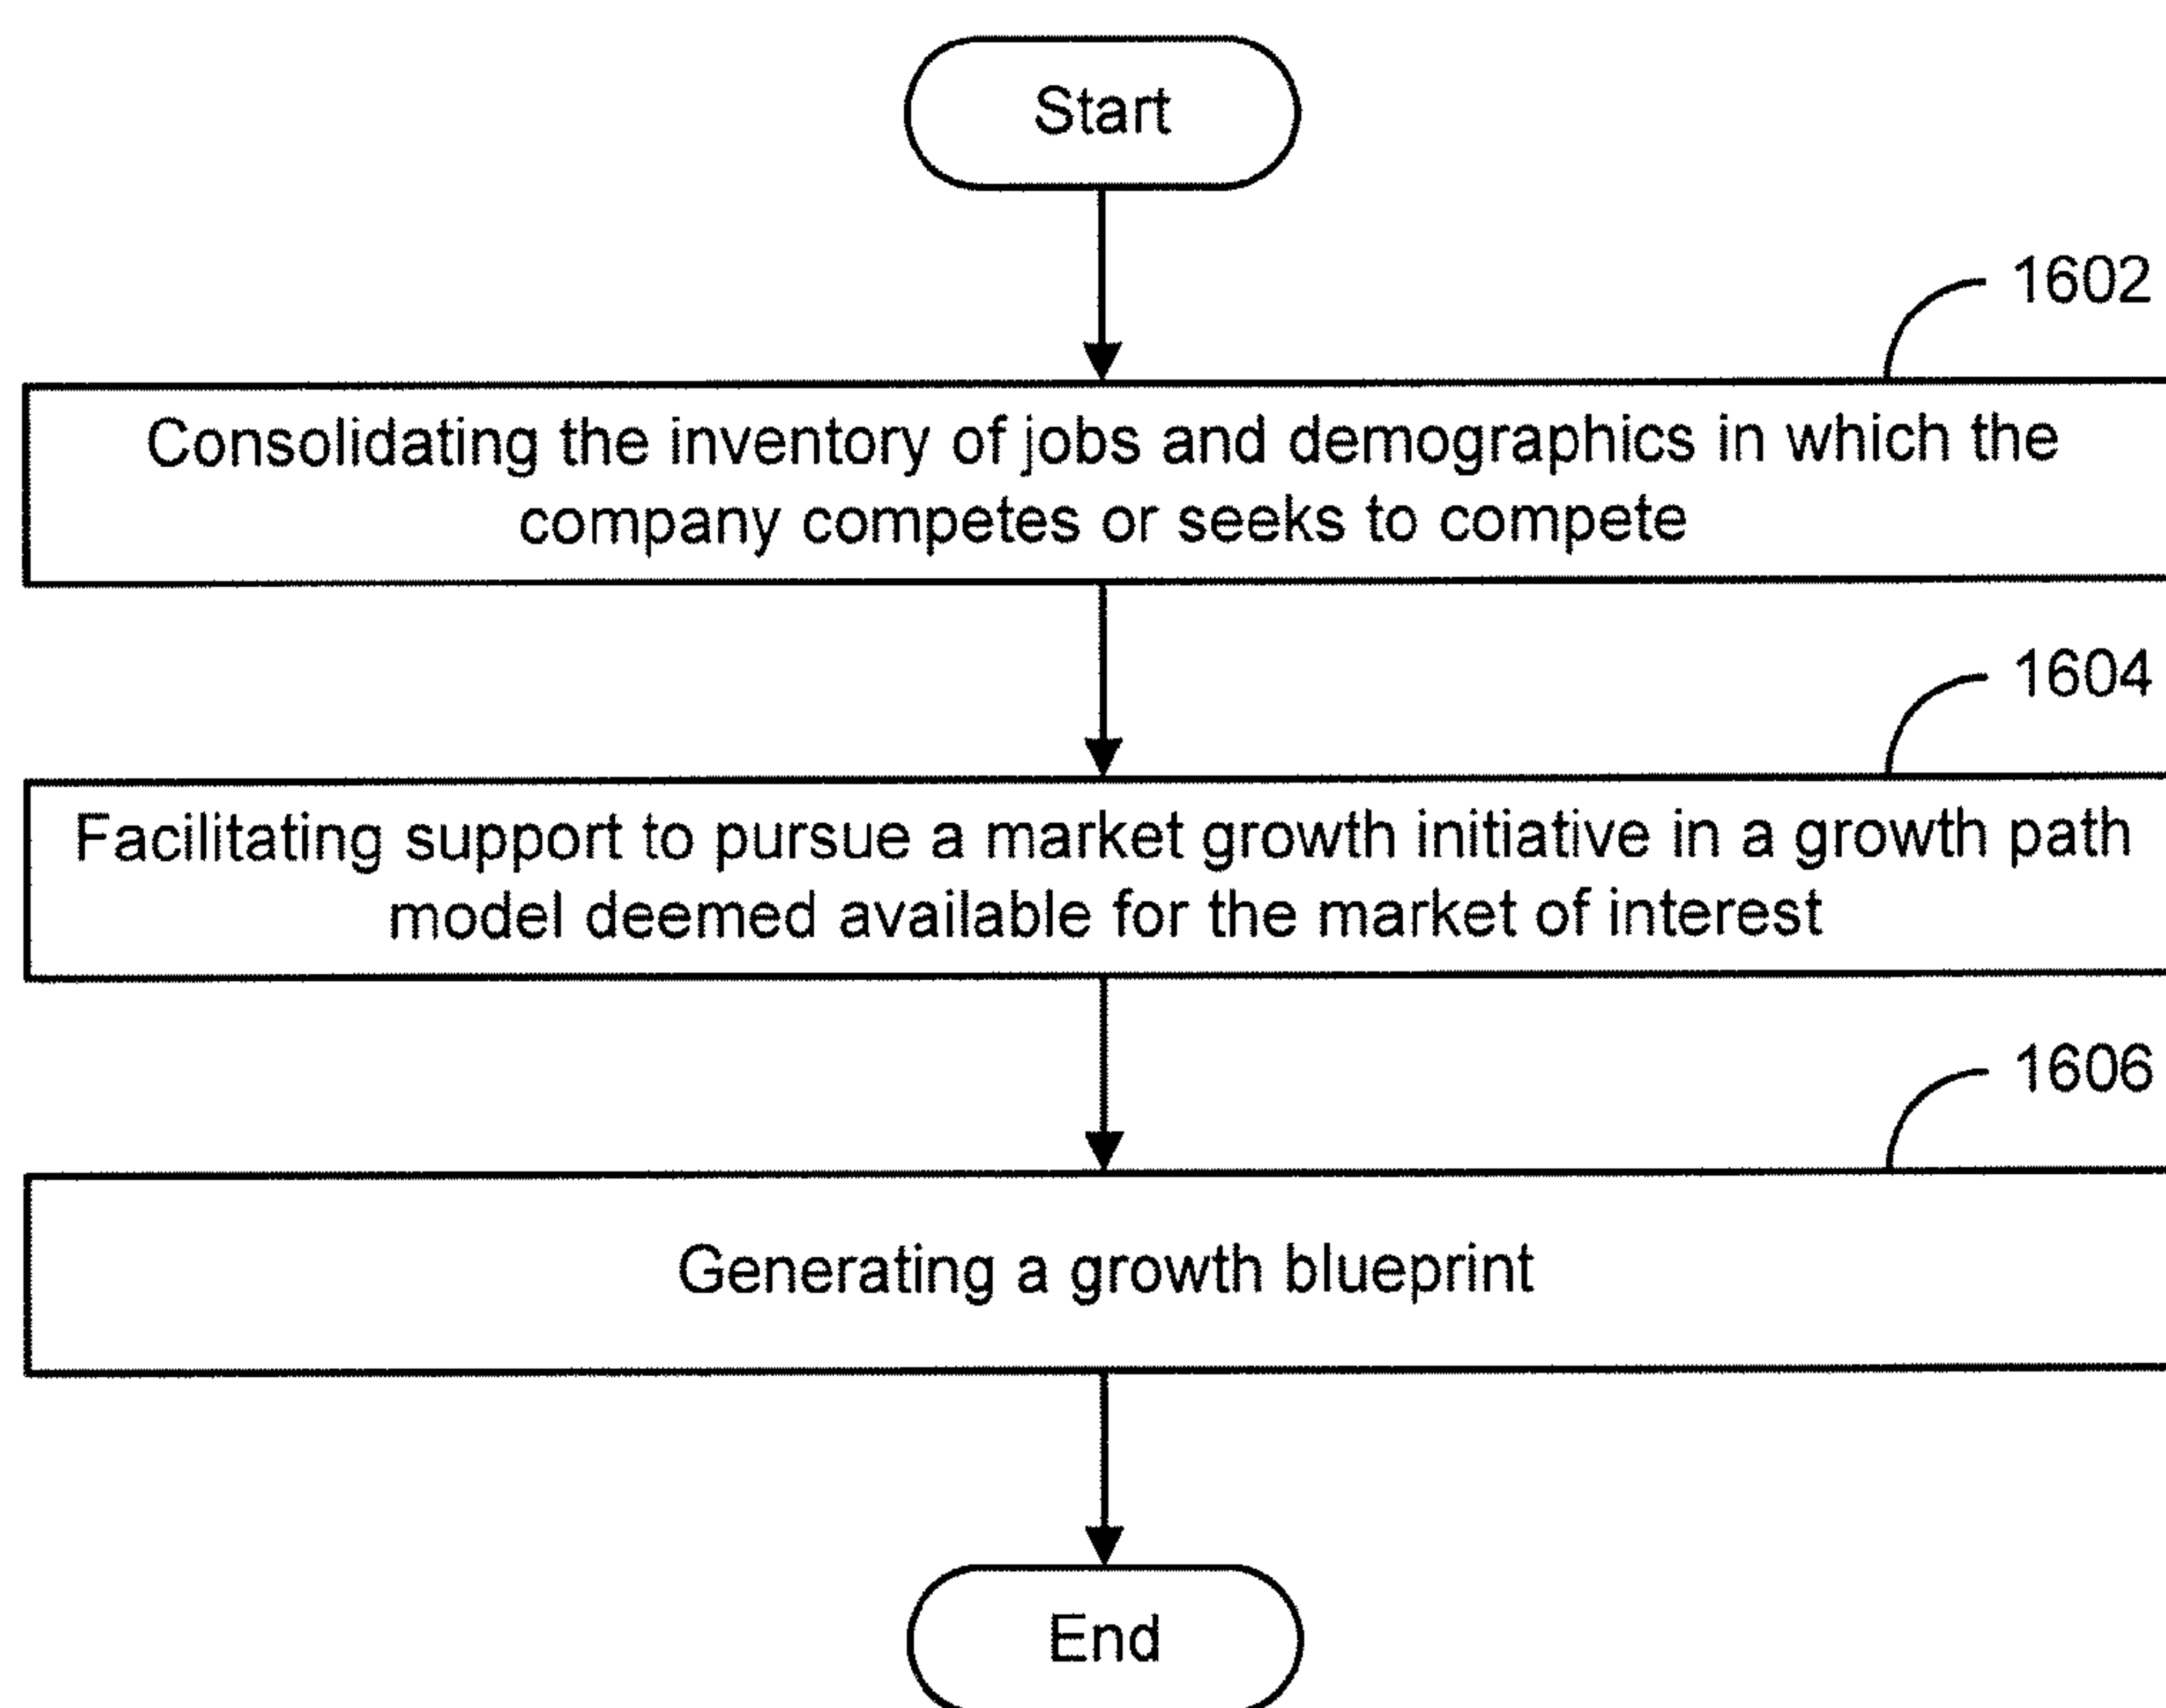 Start
1602
Consolidating the inventory of jobs and demographics in which the
company competes or seeks to compete
1604
Facilitating support to pursue a market growth initiative in a growth path
model deemed available for the market of interest
1606
Generating a growth blueprint
End